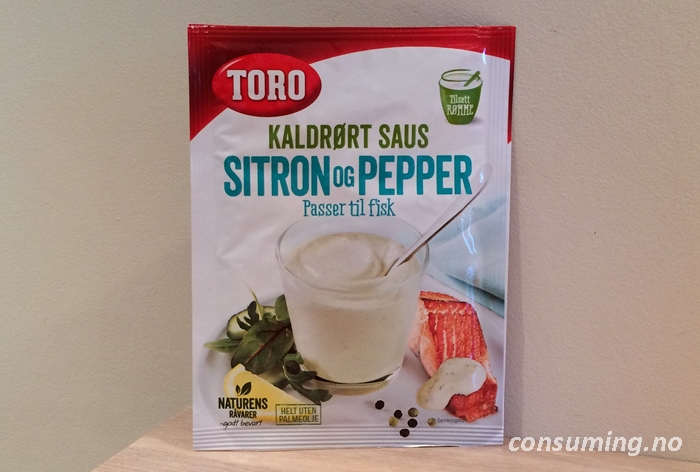 TORO
Tilsett
RØMME
KALDRØRT SAUS
SITRON OG PEPPER
Passer til fisk
NATURENS
RÅVARER
-godt bevart
HELT UTEN
PALMEOLJE
consuming.no